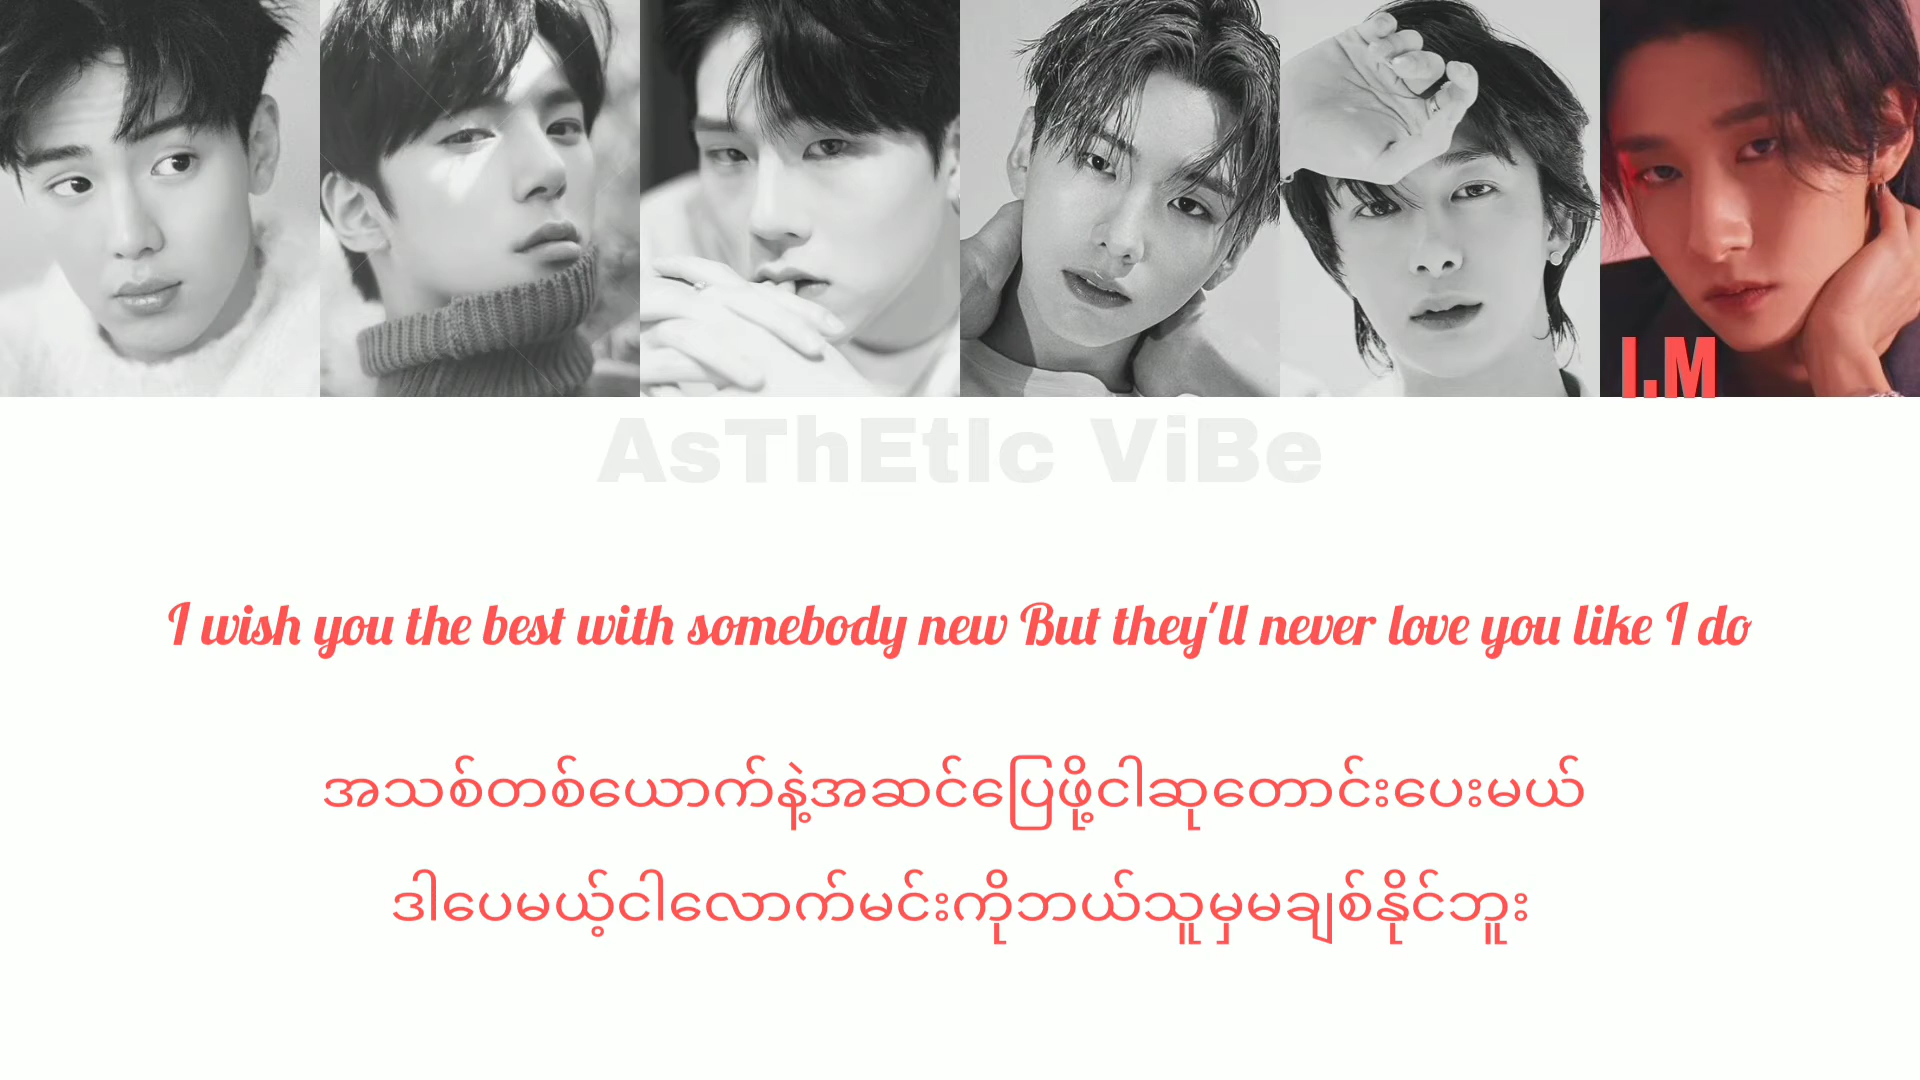 I.M
AsThEtIc ViBe
I wish you the best with somebody new But they'll never love you like I do
အသစ်တစ်ယောက်နဲ့အဆင်ပြေဖို့ငါဆုတောင်းပေးမယ်
ဒါပေမယ့်ငါလောက်မင်းကိုဘယ်သူမှမချစ်နိုင်ဘူး